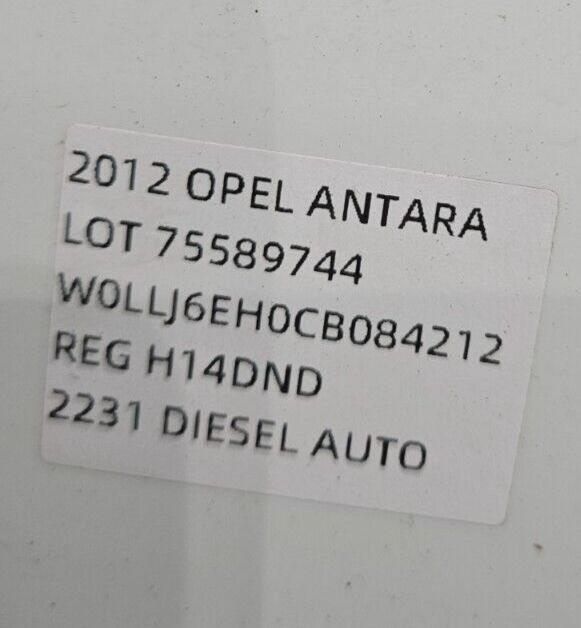 2012 OPEL ANTARA
LOT 75589744
W0LLJ6EH0CB084212
REG H14DND
2231 DIESEL AUTO